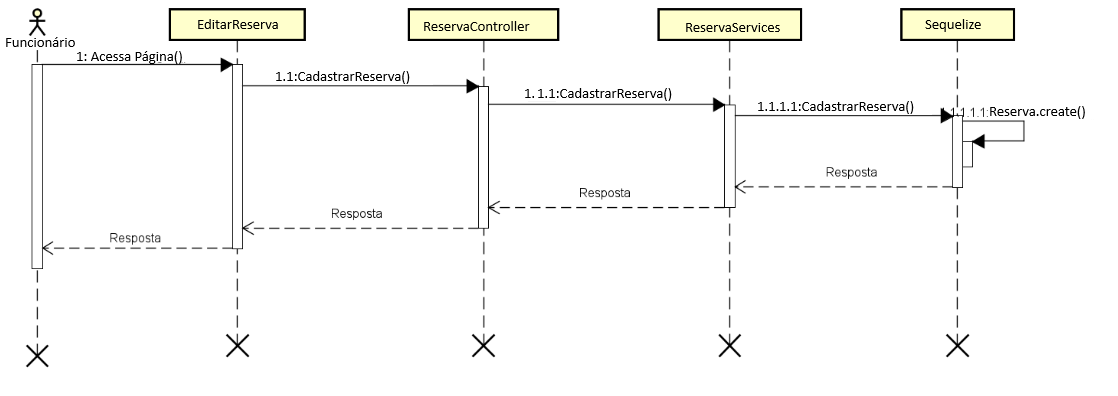 Funcionário
EditarReserva
ReservaController
ReservaServices
Sequelize
1: Acessa Página()
1.1:CadastrarReserva()
1.1.1:CadastrarReserva()
1.1.1.1:CadastrarReserva()
1.1.1.1.1:Reserva.create()
Resposta
Resposta
Resposta
Resposta